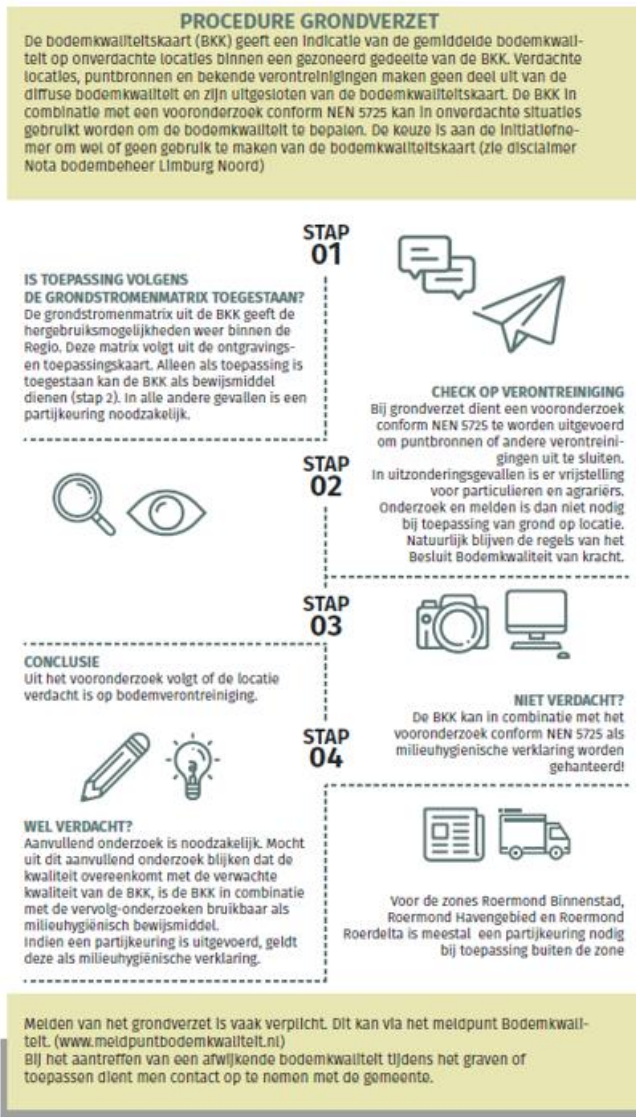 PROCEDURE GRONDVERZET
De bodemkwaliteitskaart (BKK) geeft een indicatie van de gemiddelde bodemkwali-
teit op onverdachte locaties binnen een gezoneerd gedeelte van de BKK. Verdachte
locaties, puntbronnen en bekende verontreinigingen maken geen deel uit van de
diffuse bodemkwaliteit en zijn uitgesloten van de bodemkwaliteitskaart. De BKK in
combinatie met een vooronderzoek conform NEN 5725 kan in onverdachte situaties
gebruikt worden om de bodemkwaliteit te bepalen. De keuze is aan de initiatiefne-
mer om wel of geen gebruik te maken van de bodemkwaliteitskaart (zie disclaimer
Nota bodembeheer Limburg Noord)
STAP
01
IS TOEPASSING VOLGENS
DE GRONDSTROMENMATRIX TOEGESTAAN?
De grondstromenmatrix uit de BKK geeft de
hergebruiksmogelijkheden weer binnen de
Regio. Deze matrix volgt uit de ontgravings-
en toepassingskaart. Alleen als toepassing is
toegestaan kan de BKK als bewijsmiddel
dienen (stap 2). In alle andere gevallen is een
partijkeuring noodzakelijk.
STAP
02
CHECK OP VERONTREINIGING
Bij grondverzet dient een vooronderzoek
conform NEN 5725 te worden uitgevoerd
om puntbronnen of andere verontreini-
gingen uit te sluiten.
In uitzonderingsgevallen is er vrijstelling
voor particulieren en agrariërs.
Onderzoek en melden is dan niet nodig
bij toepassing van grond op locatie.
Natuurlijk blijven de regels van het
Besluit Bodemkwaliteit van kracht.
STAP
03
CONCLUSIE
Uit het vooronderzoek volgt of de locatie
verdacht is op bodemverontreiniging.
STAP
04
NIET VERDACHT?
De BKK kan in combinatie met het
vooronderzoek conform NEN 5725 als
milieuhygienische verklaring worden
gehanteerd!
WEL VERDACHT?
Aanvullend onderzoek is noodzakelijk. Mocht
uit dit aanvullend onderzoek blijken dat de
kwaliteit overeenkomt met de verwachte
kwaliteit van de BKK, is de BKK in combinatie
met de vervolg-onderzoeken bruikbaar als
milieuhygiënisch bewijsmiddel.
Indien een partijkeuring is uitgevoerd, geldt
deze als milieuhygiënische verklaring.
Voor de zones Roermond Binnenstad,
Roermond Havengebied en Roermond
Roerdelta is meestal een partijkeuring nodig
bij toepassing buiten de zone
Melden van het grondverzet is vaak verplicht. Dit kan via het meldpunt Bodemkwali-
teit. (www.meldpuntbodemkwaliteit.nl)
Bij het aantreffen van een afwijkende bodemkwaliteit tijdens het graven of
toepassen dient men contact op te nemen met de gemeente.